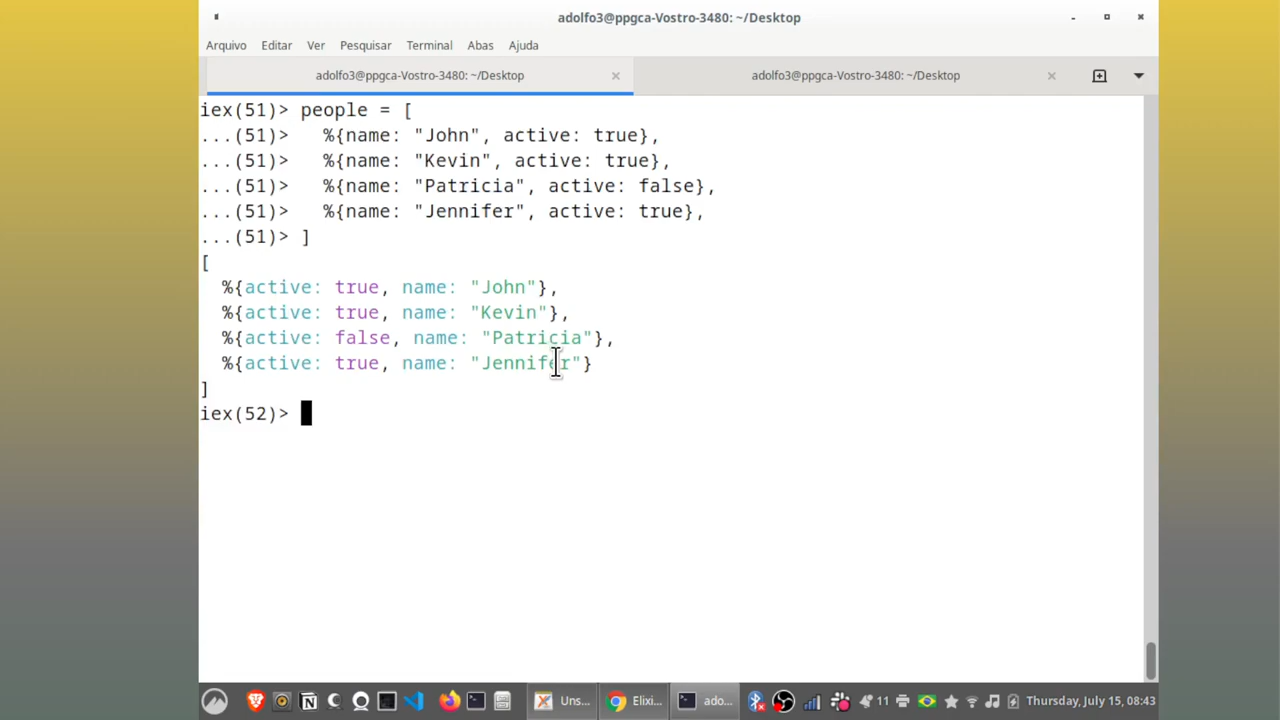 adolfo3@ppgca-Vostro-3480: ~/Desktop
Arquivo Editar Ver Pesquisar Terminal Abas Ajuda
adolfo3@ppgca-Vostro-3480: ~/Desktop adolfo3@ppgca-Vostro-3480: ~/Desktop
iex(51)> people = [
...(51)>   %{name: "John", active: true},
...(51)>   %{name: "Kevin", active: true},
...(51)>   %{name: "Patricia", active: false},
...(51)>   %{name: "Jennifer", active: true},
...(51)> ]
[
  %{active: true, name: "John"},
  %{active: true, name: "Kevin"},
  %{active: false, name: "Patricia"},
  %{active: true, name: "Jennifer"}
]
iex(52)>
Uns... Elixi... ado... 11 Thursday, July 15, 08:43